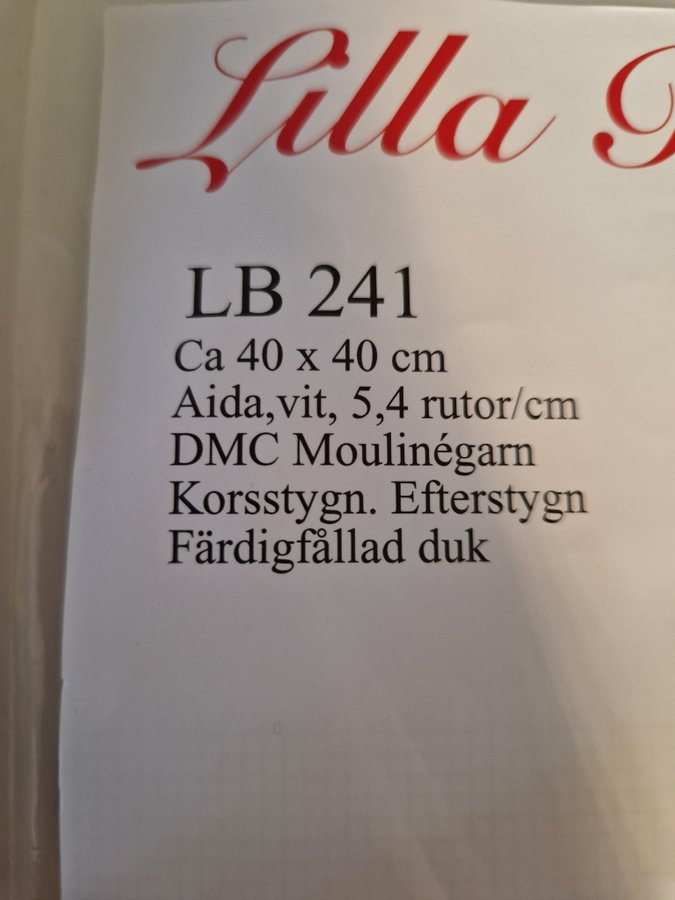 Lilla
LB 241
Ca 40 x 40 cm
Aida,vit, 5,4 rutor/cm
DMC Moulinégarn
Korsstygn. Efterstygn
Färdigfållad duk